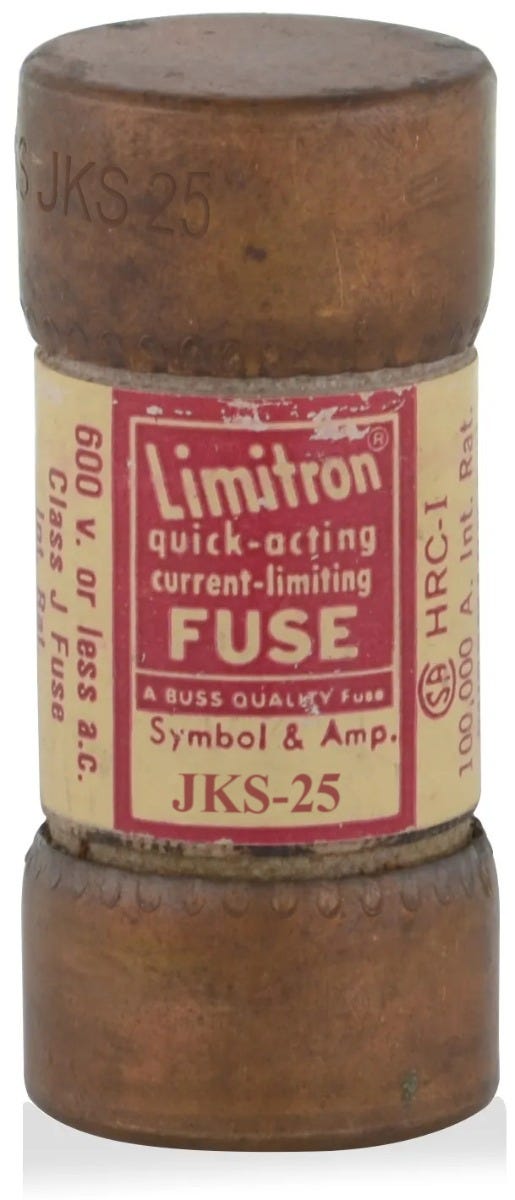 S JKS 25
Limitron®
quick-acting
current-limiting
FUSE
A BUSS QUALITY Fuse
Symbol & Amp.
JKS-25
600 v. or less a.c.
Class J Fuse
HRC-I
100,000 A. Int. Rat.